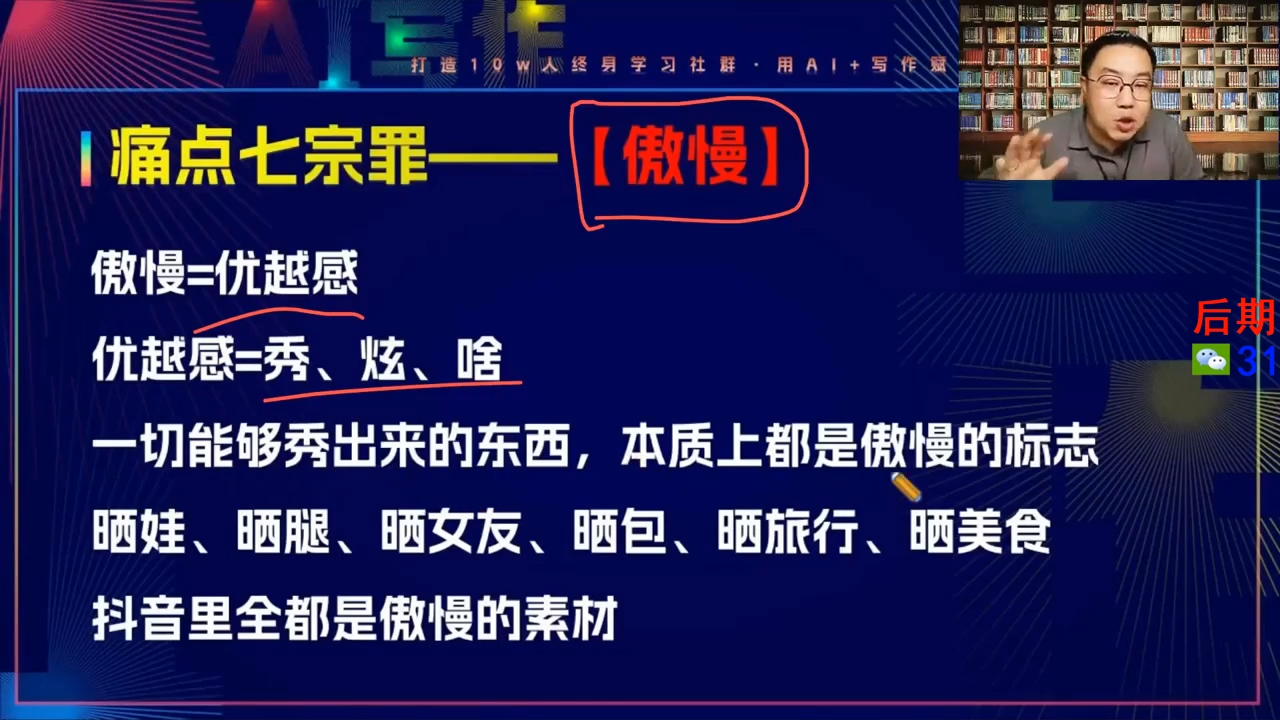 AI写作
打造10w人终身学习社群·用AI+写作赋
痛点七宗罪——【傲慢】
傲慢=优越感
优越感=秀、炫、啥
一切能够秀出来的东西，本质上都是傲慢的标志
晒娃、晒腿、晒女友、晒包、晒旅行、晒美食
抖音里全都是傲慢的素材
后期
31